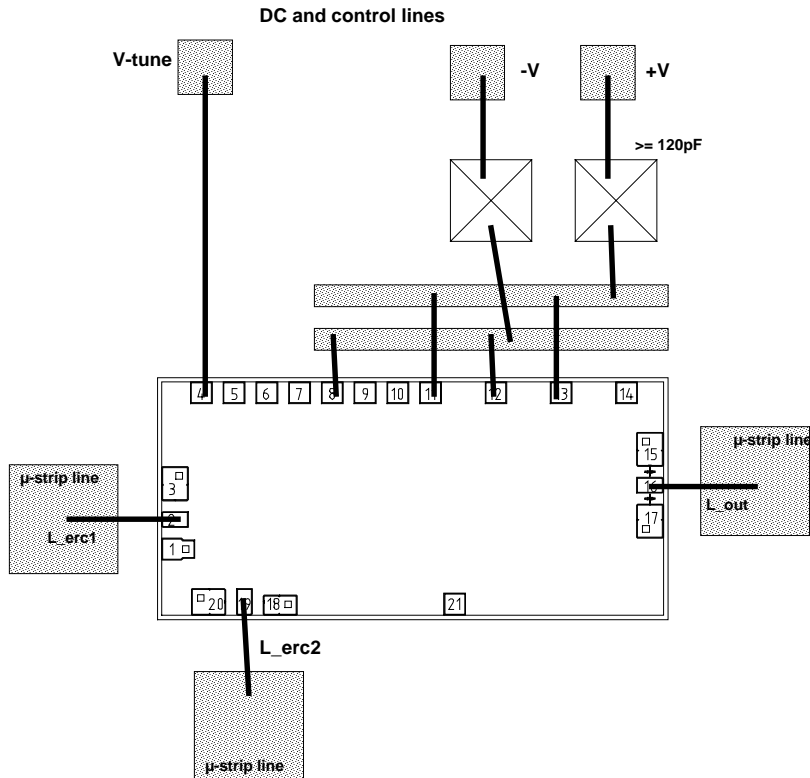 DC and control lines
V-tune
-V
+V
>= 120pF
4 5 6 7 8 9 10 11 12 13 14
µ-strip line
L_erc1
3
2
1
15
16
17
µ-strip line
L_out
20 19 18 21
L_erc2
µ-strip line